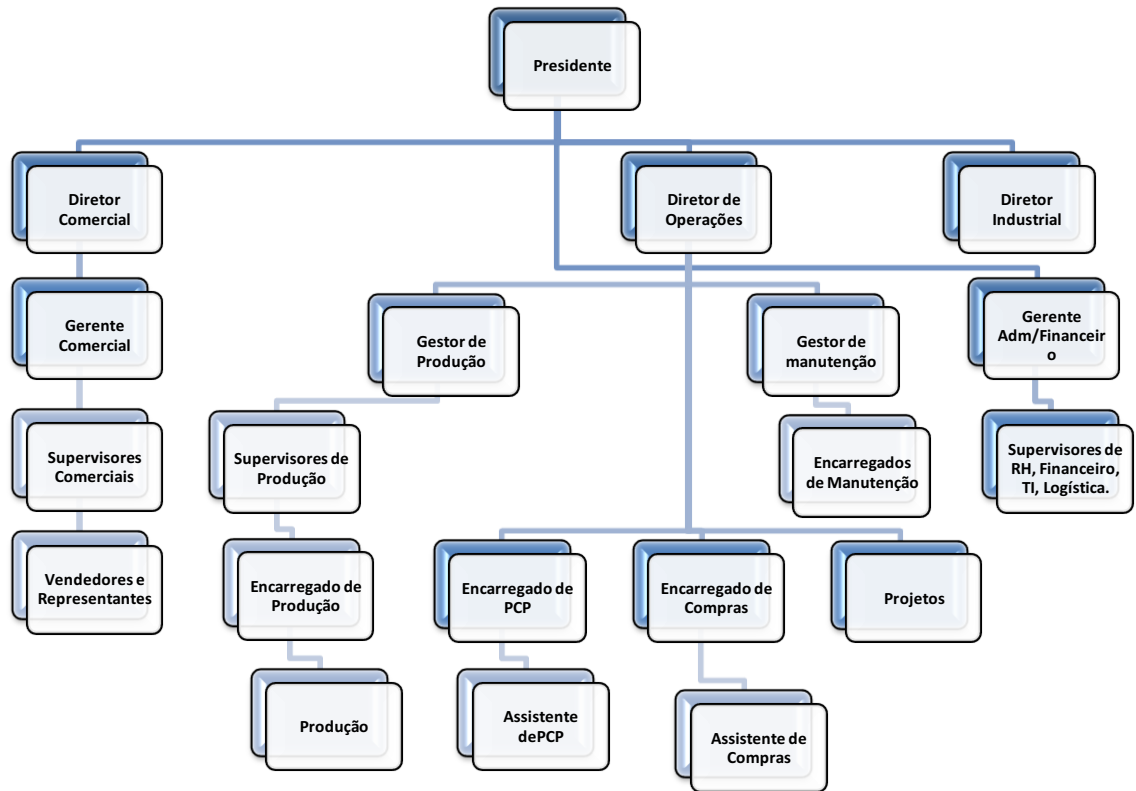 Presidente
Diretor
Comercial
Diretor de
Operações
Diretor
Industrial
Gerente
Comercial
Gestor de
Produção
Gestor de
manutenção
Gerente
Adm/Financeir
o
Supervisores
Comerciais
Supervisores de
Produção
Encarregados
de Manutenção
Supervisores de
RH, Financeiro,
TI, Logística.
Vendedores e
Representantes
Encarregado de
Produção
Encarregado de
PCP
Encarregado de
Compras
Projetos
Produção
Assistente
dePCP
Assistente de
Compras